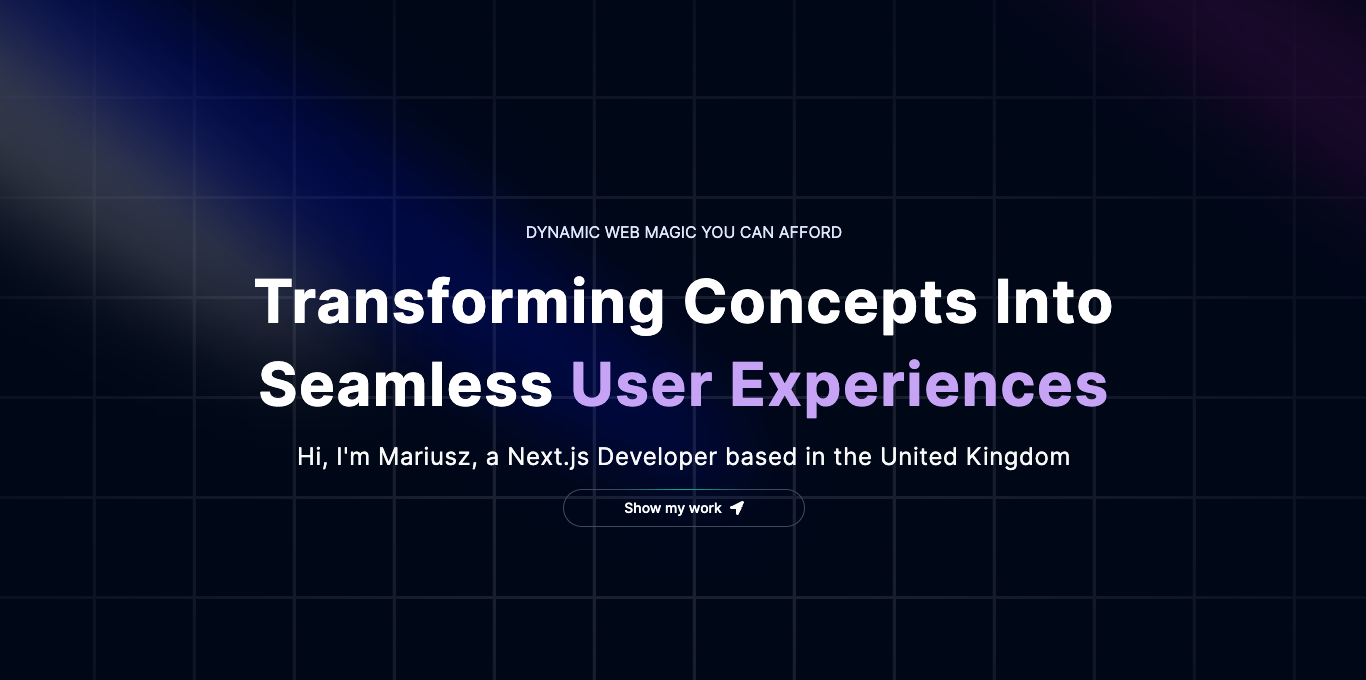 DYNAMIC WEB MAGIC YOU CAN AFFORD
Transforming Concepts Into
Seamless User Experiences
Hi, I'm Mariusz, a Next.js Developer based in the United Kingdom
Show my work